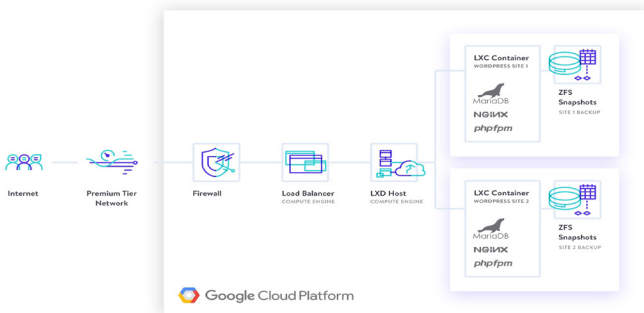 Internet
Premium Tier
Network
Firewall
Load Balancer
COMPUTE ENGINE
LXD Host
COMPUTE ENGINE
LXC Container
WORDPRESS SITE 1
MariaDB
NGINX
phpfpm
ZFS
Snapshots
SITE 1 BACKUP
LXC Container
WORDPRESS SITE 2
MariaDB
NGINX
phpfpm
ZFS
Snapshots
SITE 2 BACKUP
Google Cloud Platform